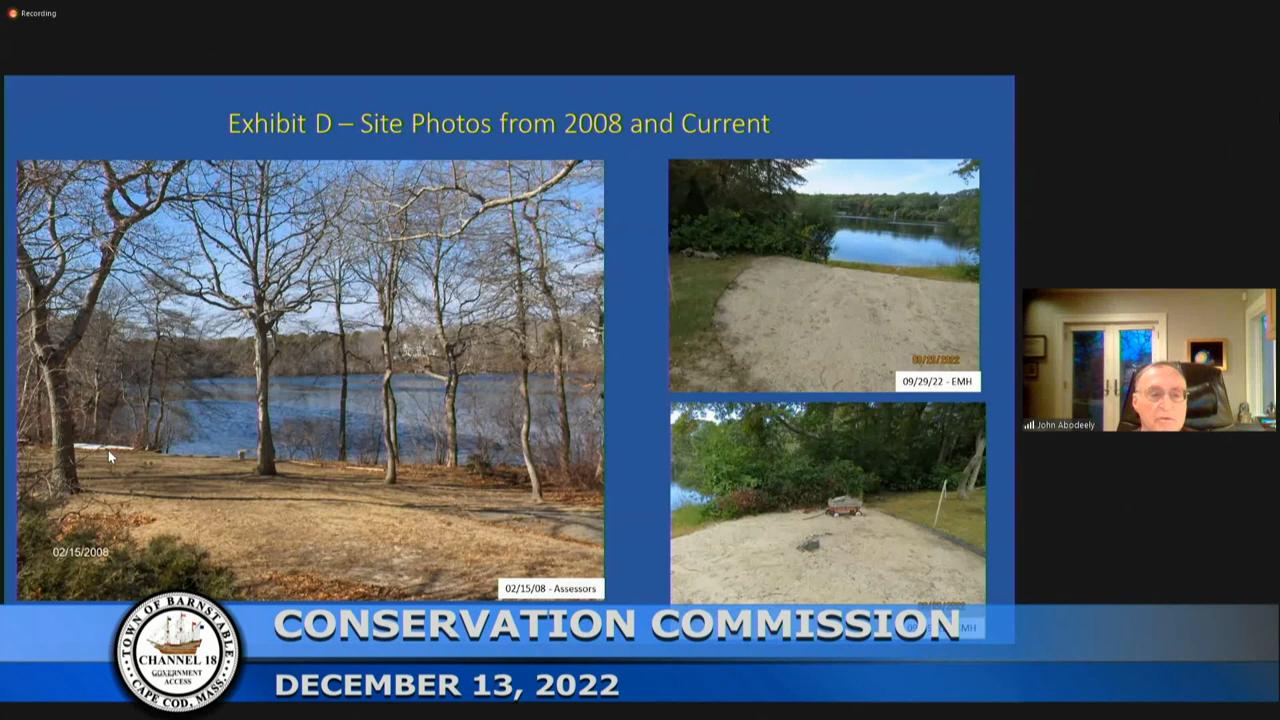 Recording
Exhibit D – Site Photos from 2008 and Current
02/15/2008
02/15/08 - Assessors
09/29/22 - EMH
John Abodeely
MH
TOWN OF BARNSTABLE
CHANNEL 18
GOVERNMENT
ACCESS
CAPE COD, MASS.
CONSERVATION COMMISSION
DECEMBER 13, 2022